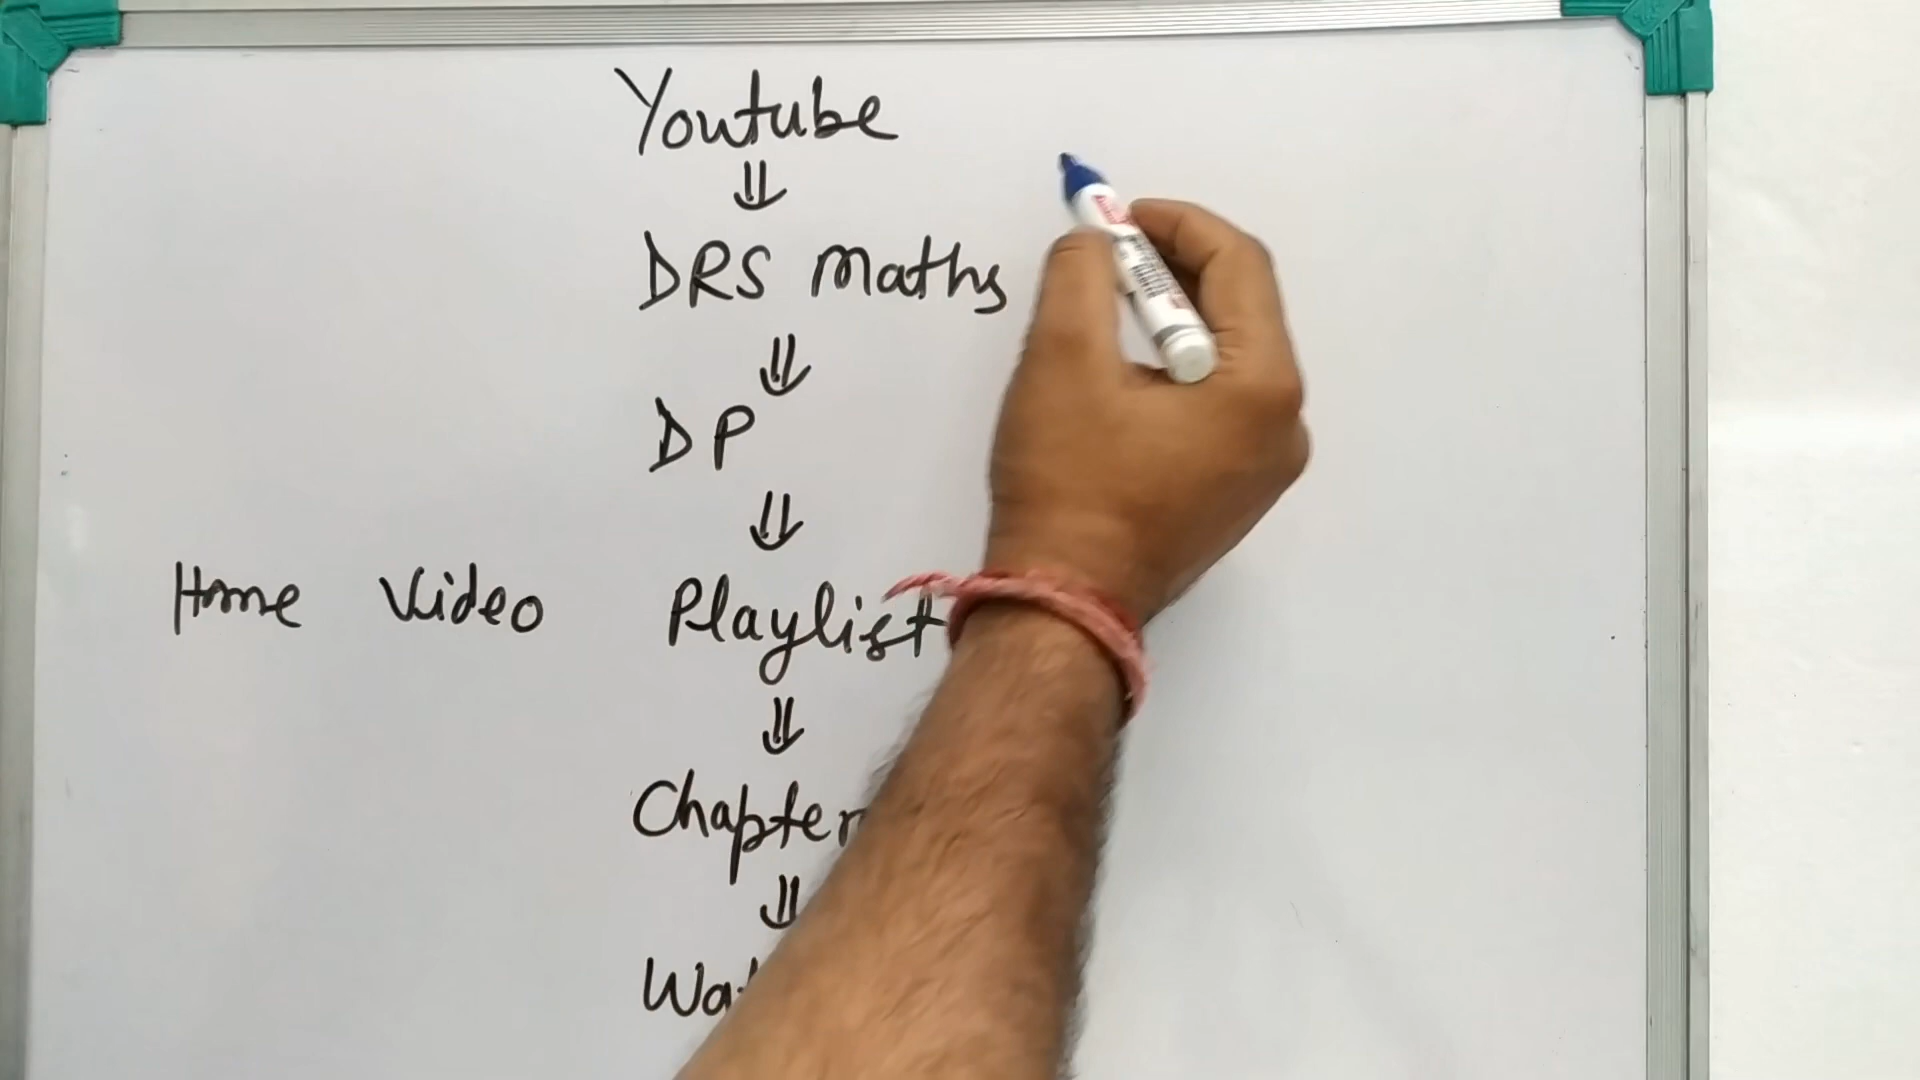 Youtube
⇓
DRS Maths
⇓
DP
⇓
Home Video Playlist
⇓
Chapter
⇓